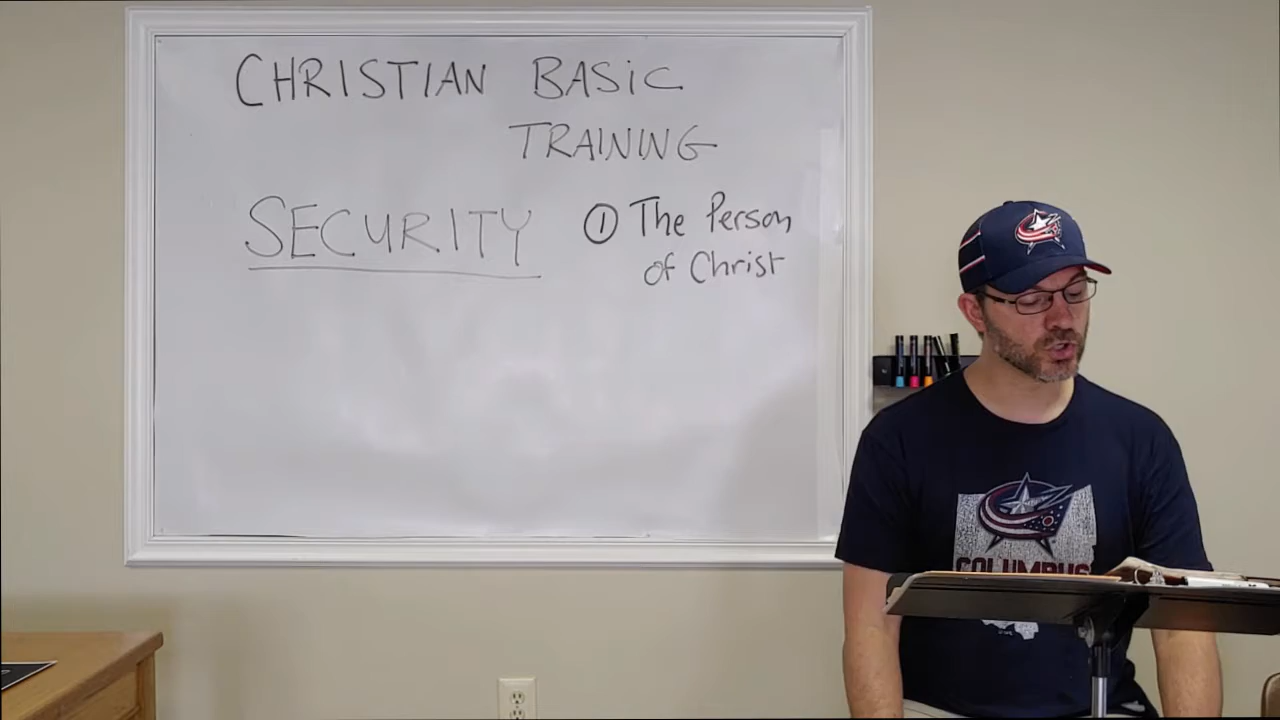 CHRISTIAN BASIC
TRAINING
SECURITY
① The Person
of Christ
COLUMBUS